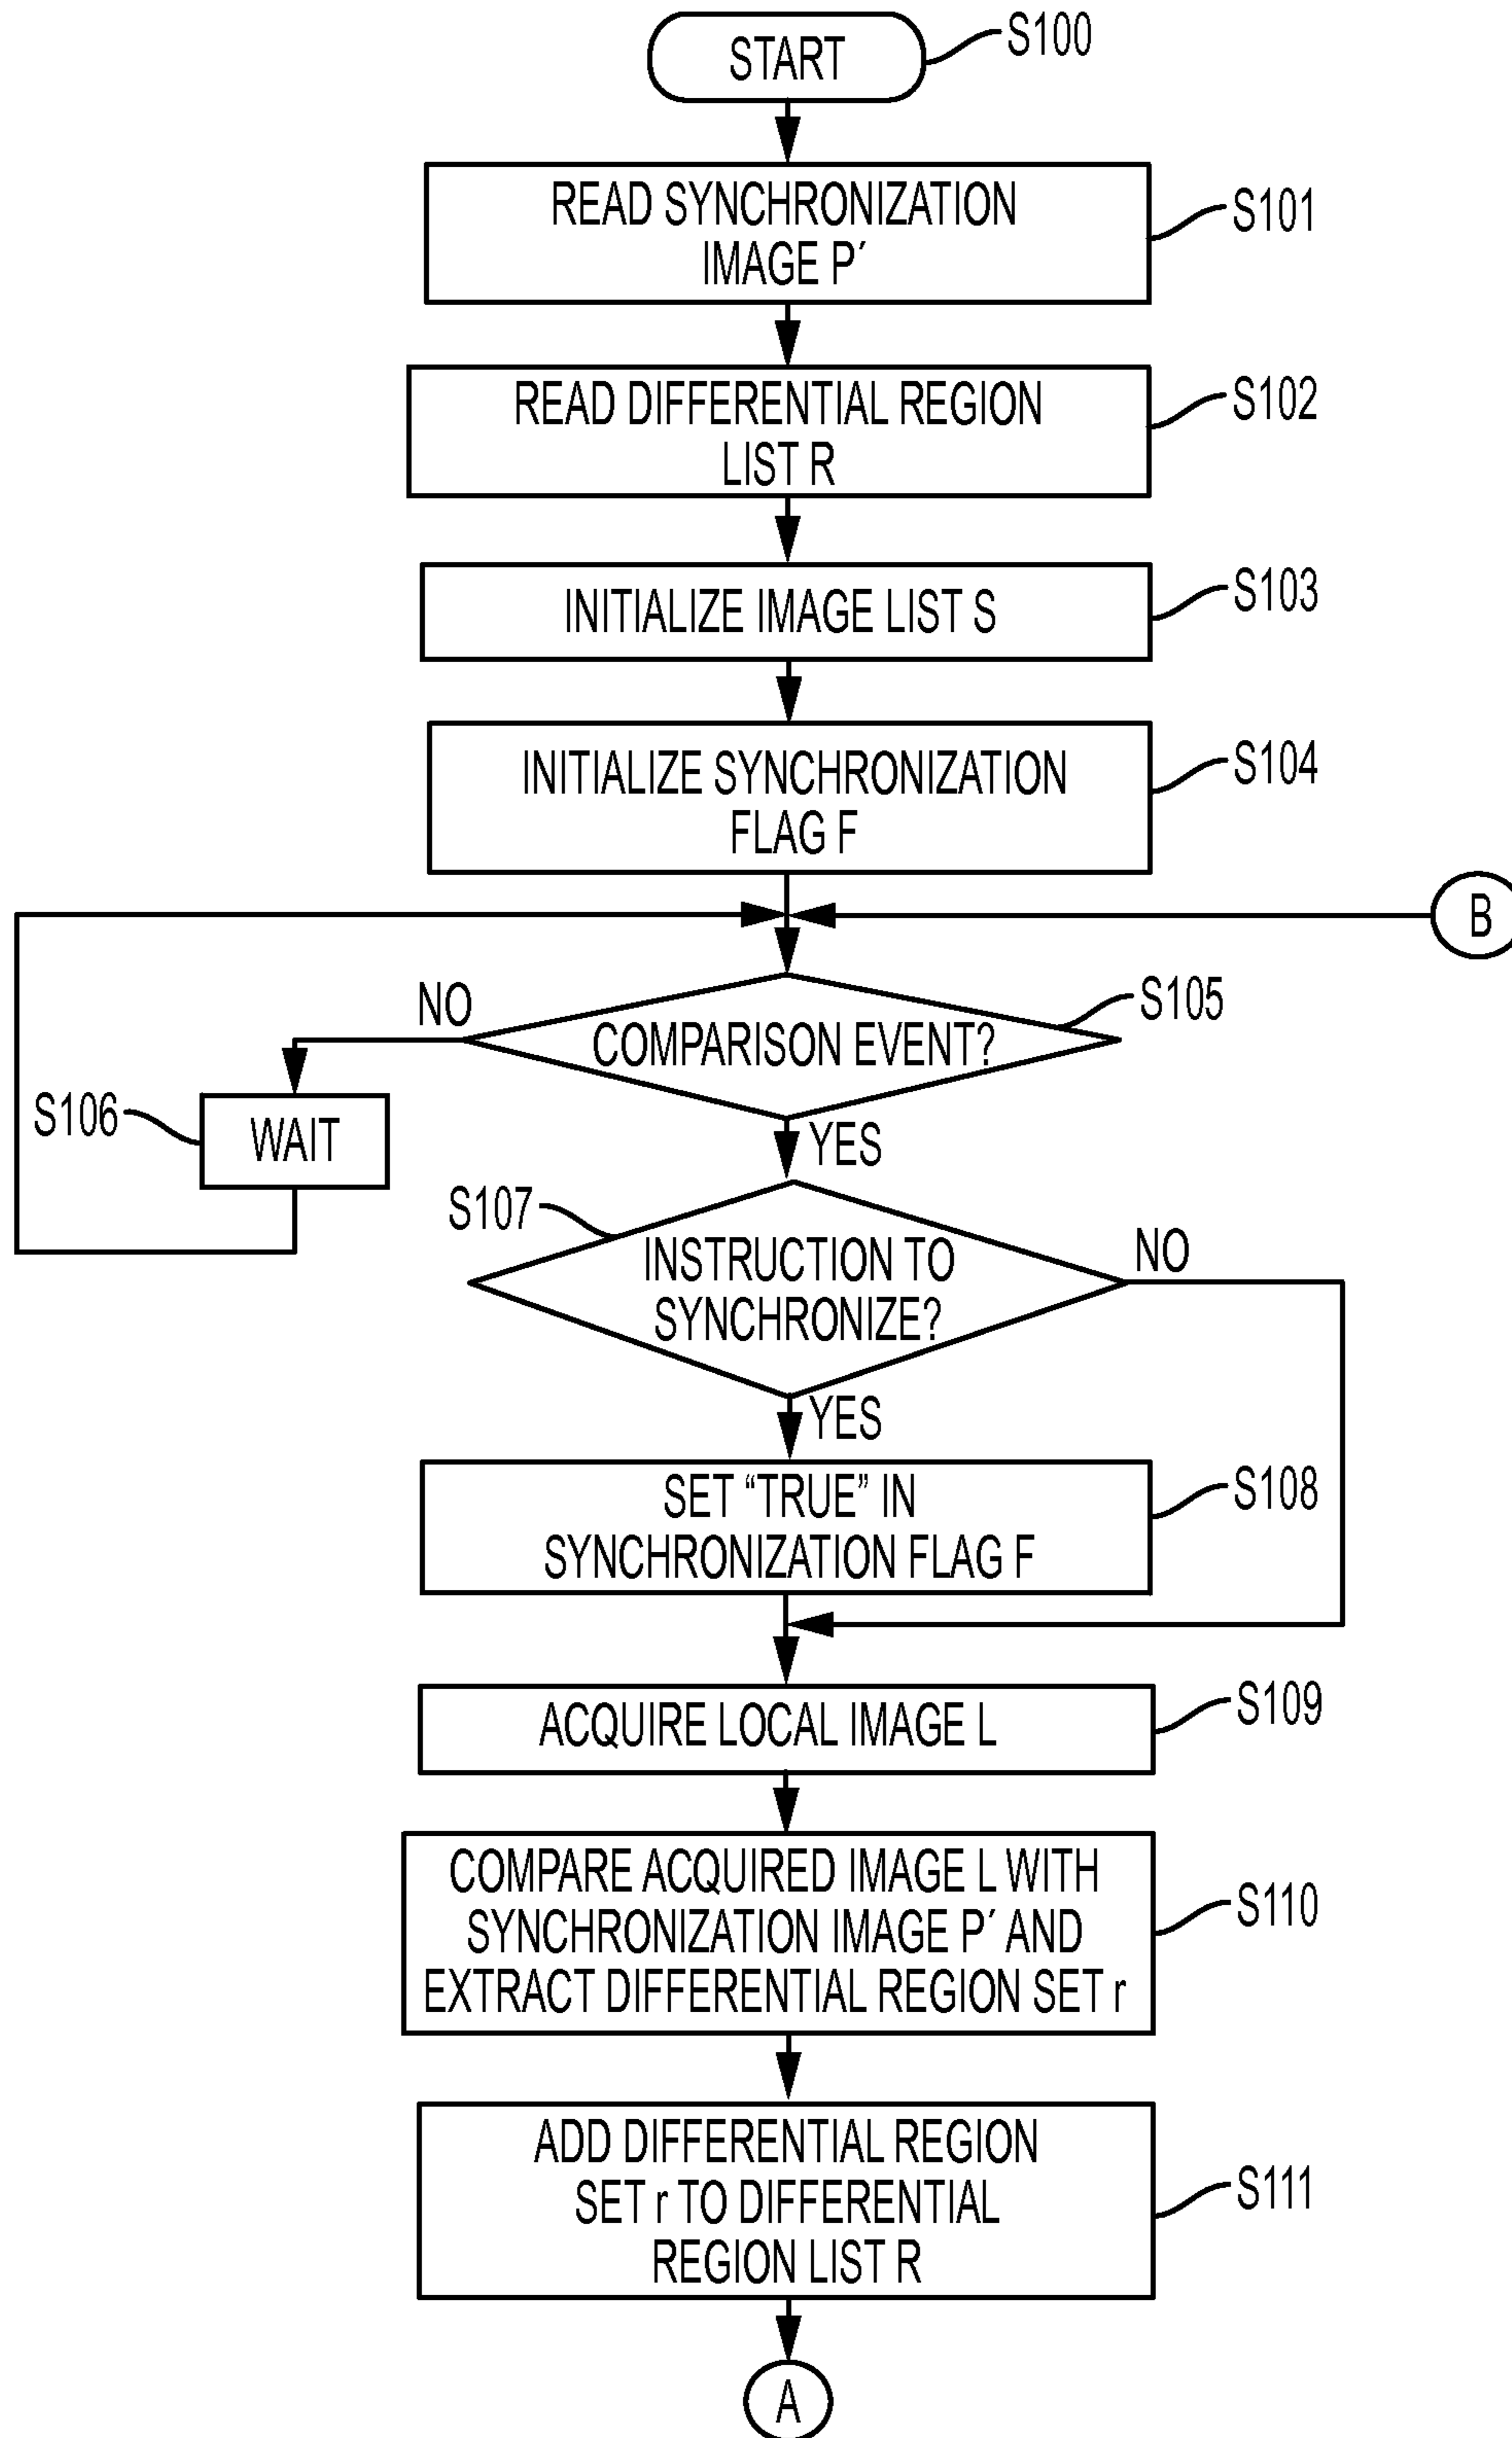 START
S100
READ SYNCHRONIZATION
IMAGE P´
S101
READ DIFFERENTIAL REGION
LIST R
S102
INITIALIZE IMAGE LIST S
S103
INITIALIZE SYNCHRONIZATION
FLAG F
S104
B
NO
COMPARISON EVENT?
S105
S106
WAIT
YES
S107
INSTRUCTION TO
SYNCHRONIZE?
NO
YES
SET “TRUE” IN
SYNCHRONIZATION FLAG F
S108
ACQUIRE LOCAL IMAGE L
S109
COMPARE ACQUIRED IMAGE L WITH
SYNCHRONIZATION IMAGE P´ AND
EXTRACT DIFFERENTIAL REGION SET r
S110
ADD DIFFERENTIAL REGION
SET r TO DIFFERENTIAL
REGION LIST R
S111
A